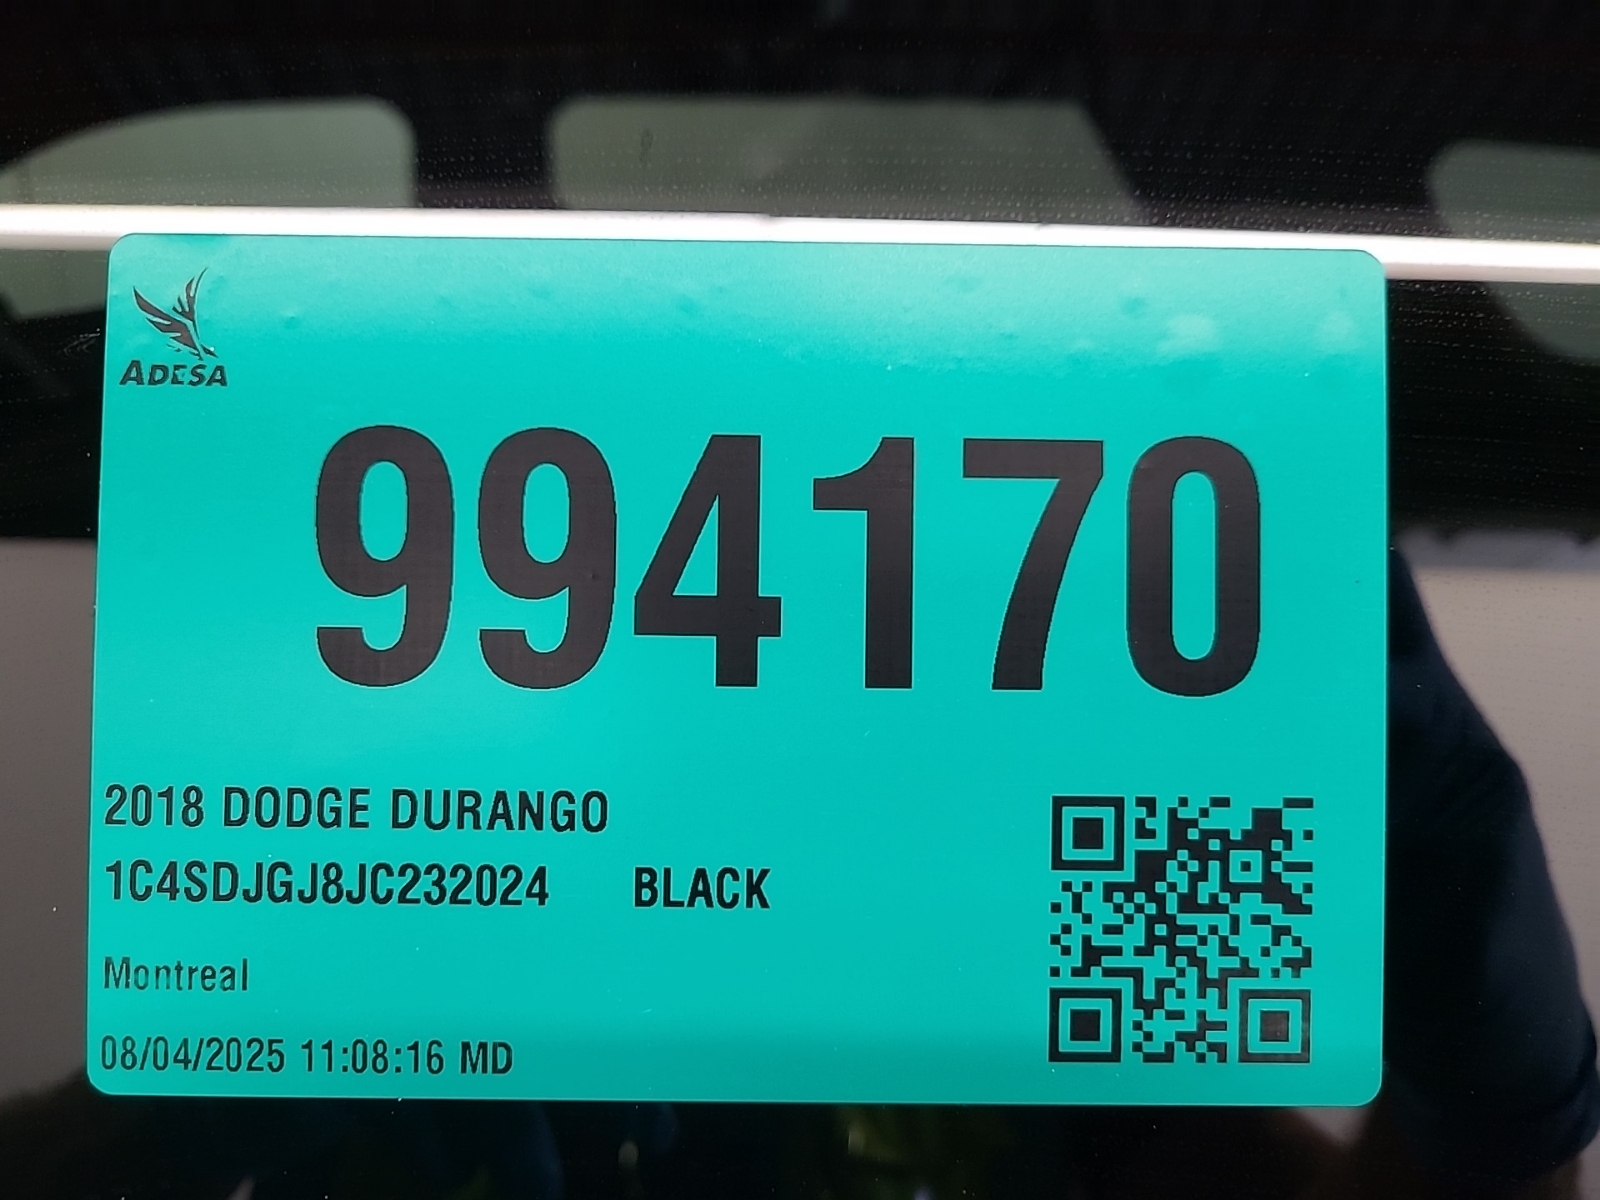 ADESA
994170
2018 DODGE DURANGO
1C4SDJGJ8JC232024 BLACK
Montreal
08/04/2025 11:08:16 MD